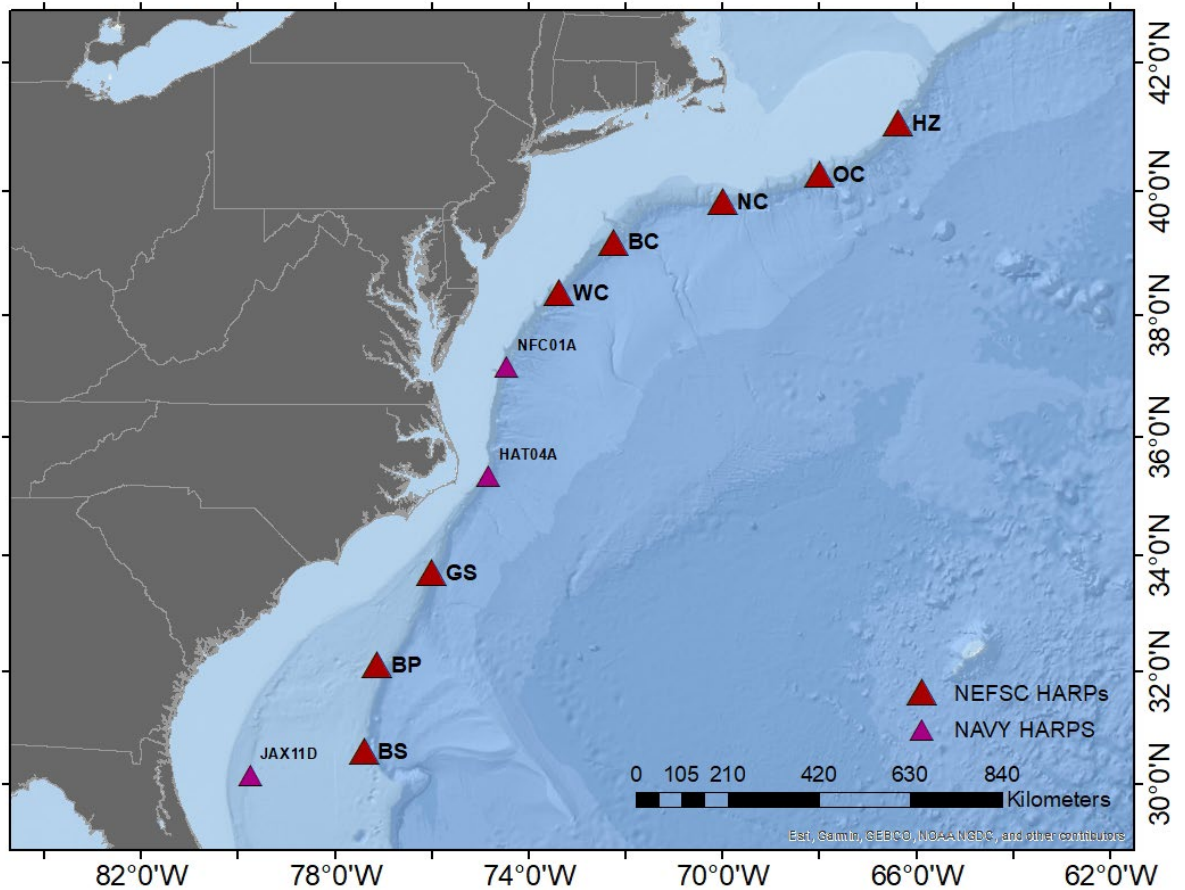 42°0'N
HZ
OC
40°0'N
NC
BC
WC
38°0'N
NFC01A
HAT04A
36°0'N
34°0'N
GS
BP
32°0'N
NEFSC HARPs
NAVY HARPS
BS
JAX11D
30°0'N
0 105 210 420 630 840
Kilometers
Esri, Garmin, GEBCO, NOAA NGDC, and other contributors
82°0'W 78°0'W 74°0'W 70°0'W 66°0'W 62°0'W